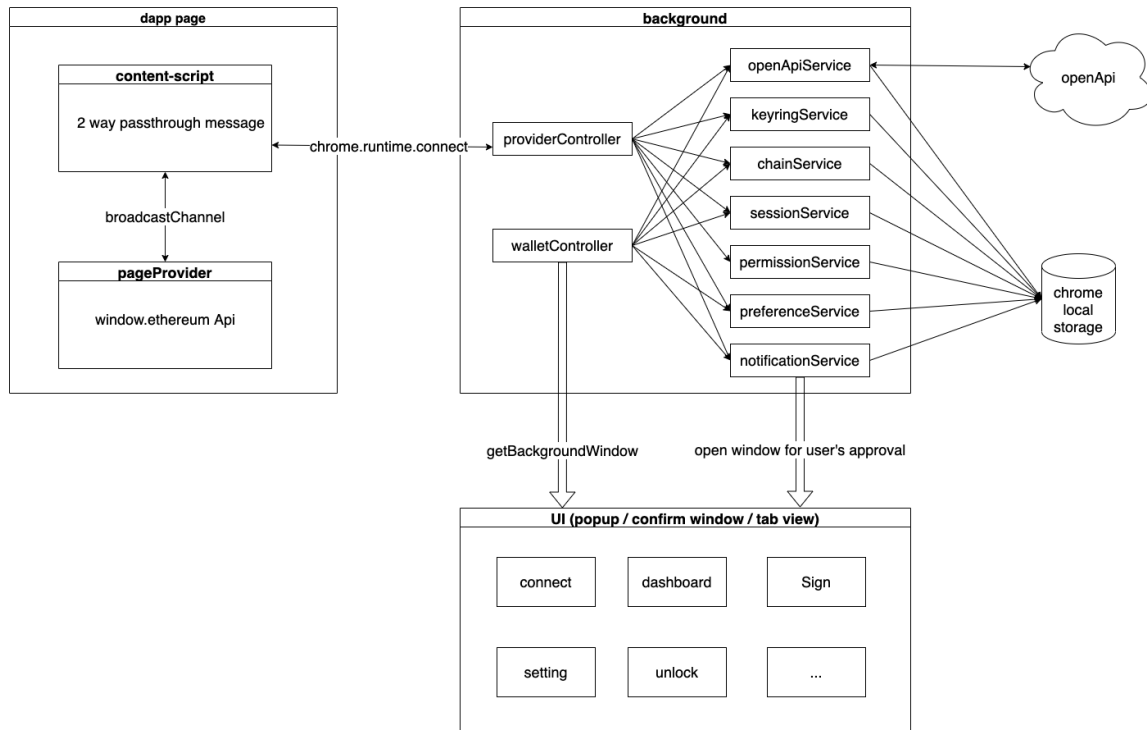 dapp page
content-script
2 way passthrough message
broadcastChannel
pageProvider
window.ethereum Api
chrome.runtime.connect
background
providerController
walletController
openApiService
keyringService
chainService
sessionService
permissionService
preferenceService
notificationService
openApi
chrome
local
storage
getBackgroundWindow
open window for user's approval
UI (popup / confirm window / tab view)
connect
dashboard
Sign
setting
unlock
...